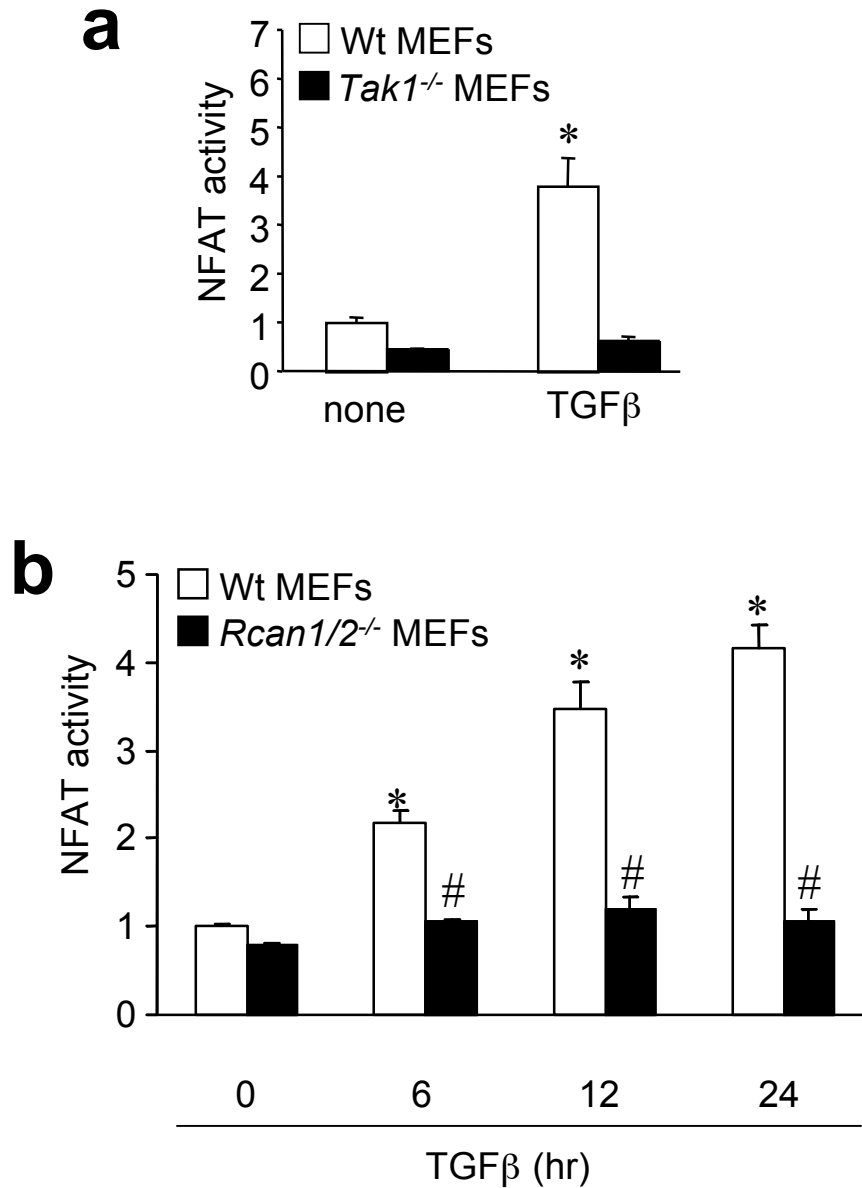 a
7
6
5
4
3
2
1
0
NFAT activity
Wt MEFs
Tak1-/- MEFs
*
none
TGFβ
b
5
4
3
2
1
0
NFAT activity
Wt MEFs
Rcan1/2-/- MEFs
*
#
*
#
*
#
0 6 12 24
TGFβ (hr)